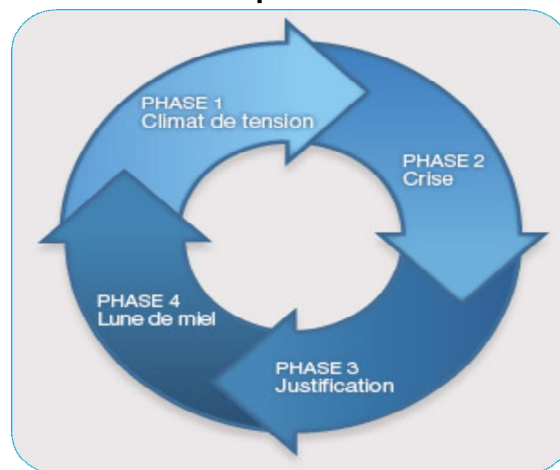 PHASE 1
Climat de tension
PHASE 2
Crise
PHASE 3
Justification
PHASE 4
Lune de miel